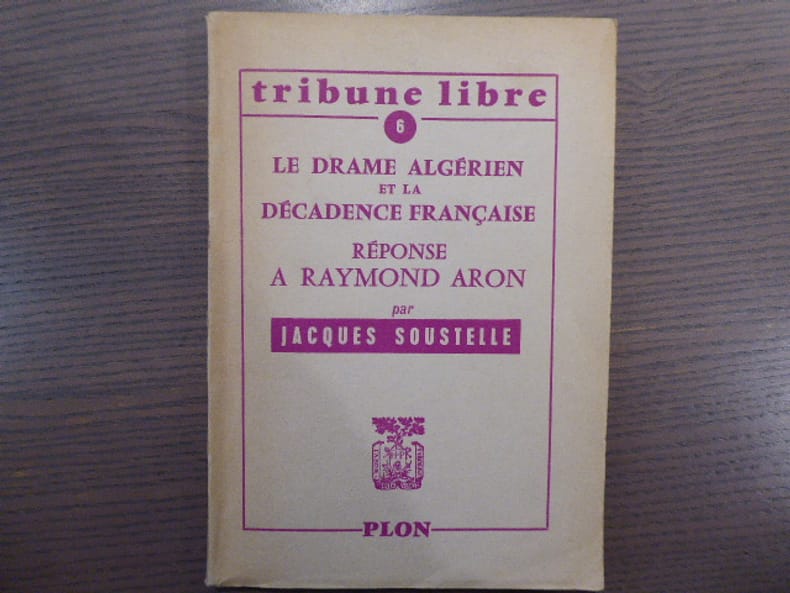 tribune libre
6
LE DRAME ALGÉRIEN
ET LA
DÉCADENCE FRANÇAISE
RÉPONSE
A RAYMOND ARON
par
JACQUES SOUSTELLE
PLON